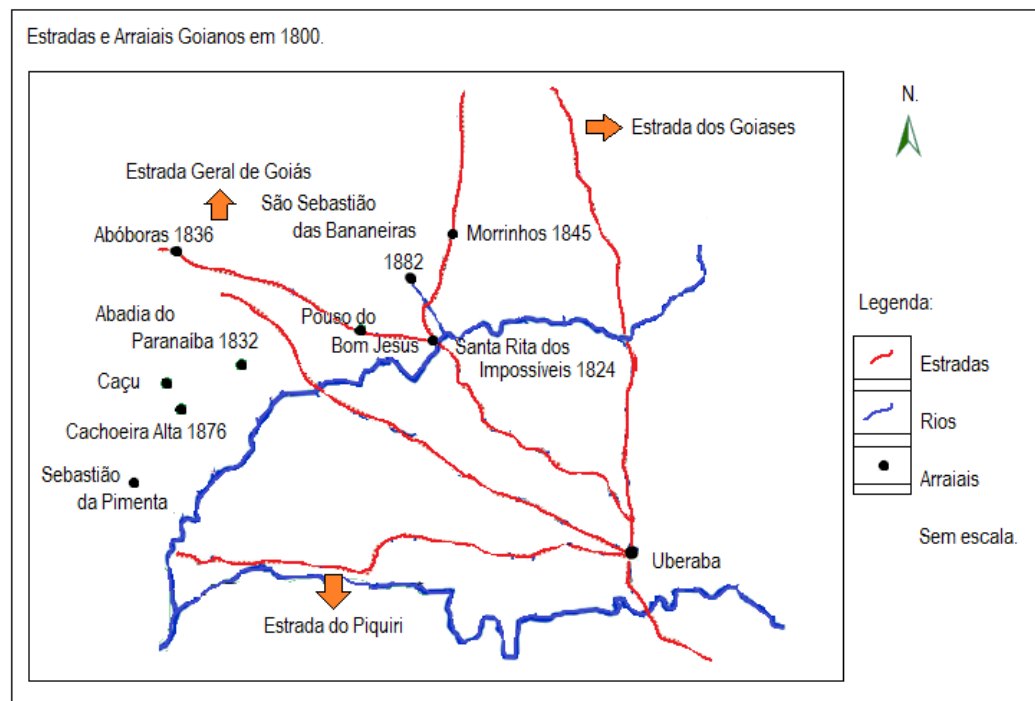 Estradas e Arraiais Goianos em 1800.
N.
Estrada dos Goiases
Estrada Geral de Goiás
São Sebastião
das Bananeiras
1882
Abóboras 1836
Morrinhos 1845
Abadia do
Paranaíba 1832
Pouso do
Bom Jesus
Santa Rita dos
Impossíveis 1824
Caçu
Cachoeira Alta 1876
Sebastião
da Pimenta
Uberaba
Estrada do Piquiri
Legenda:
Estradas
Rios
Arraiais
Sem escala.